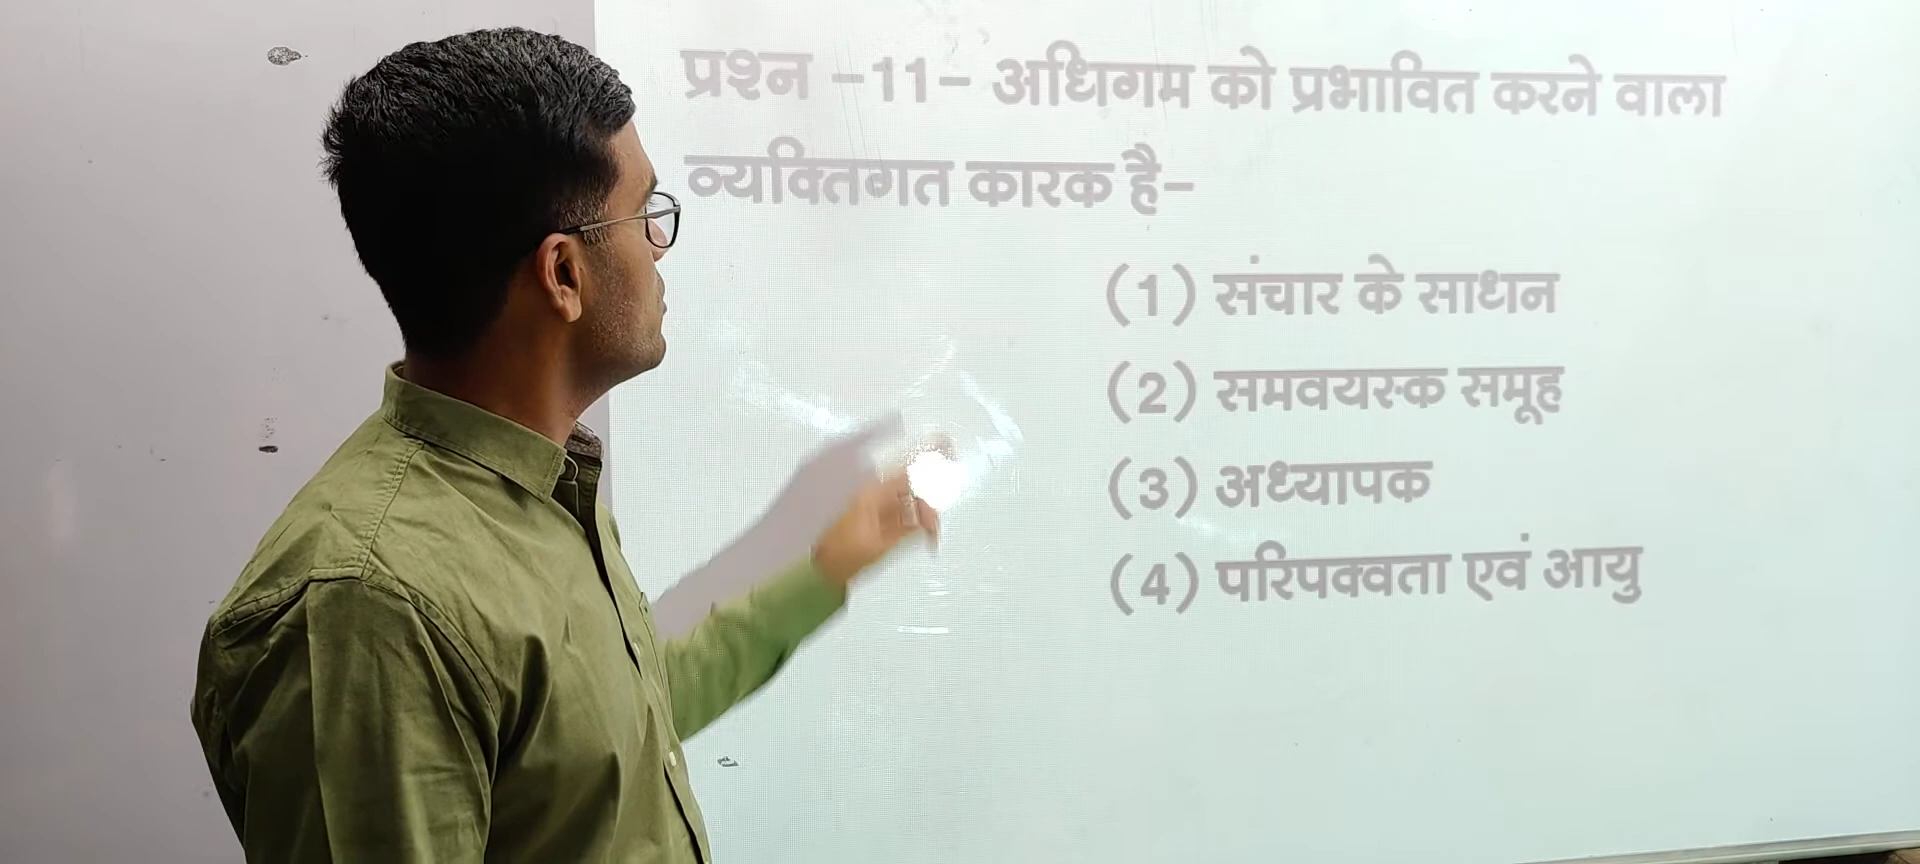 प्रश्न -11- अधिगम को प्रभावित करने वाला
व्यक्तिगत कारक है-
(1) संचार के साधन
(2) समवयस्क समूह
(3) अध्यापक
(4) परिपक्वता एवं आयु